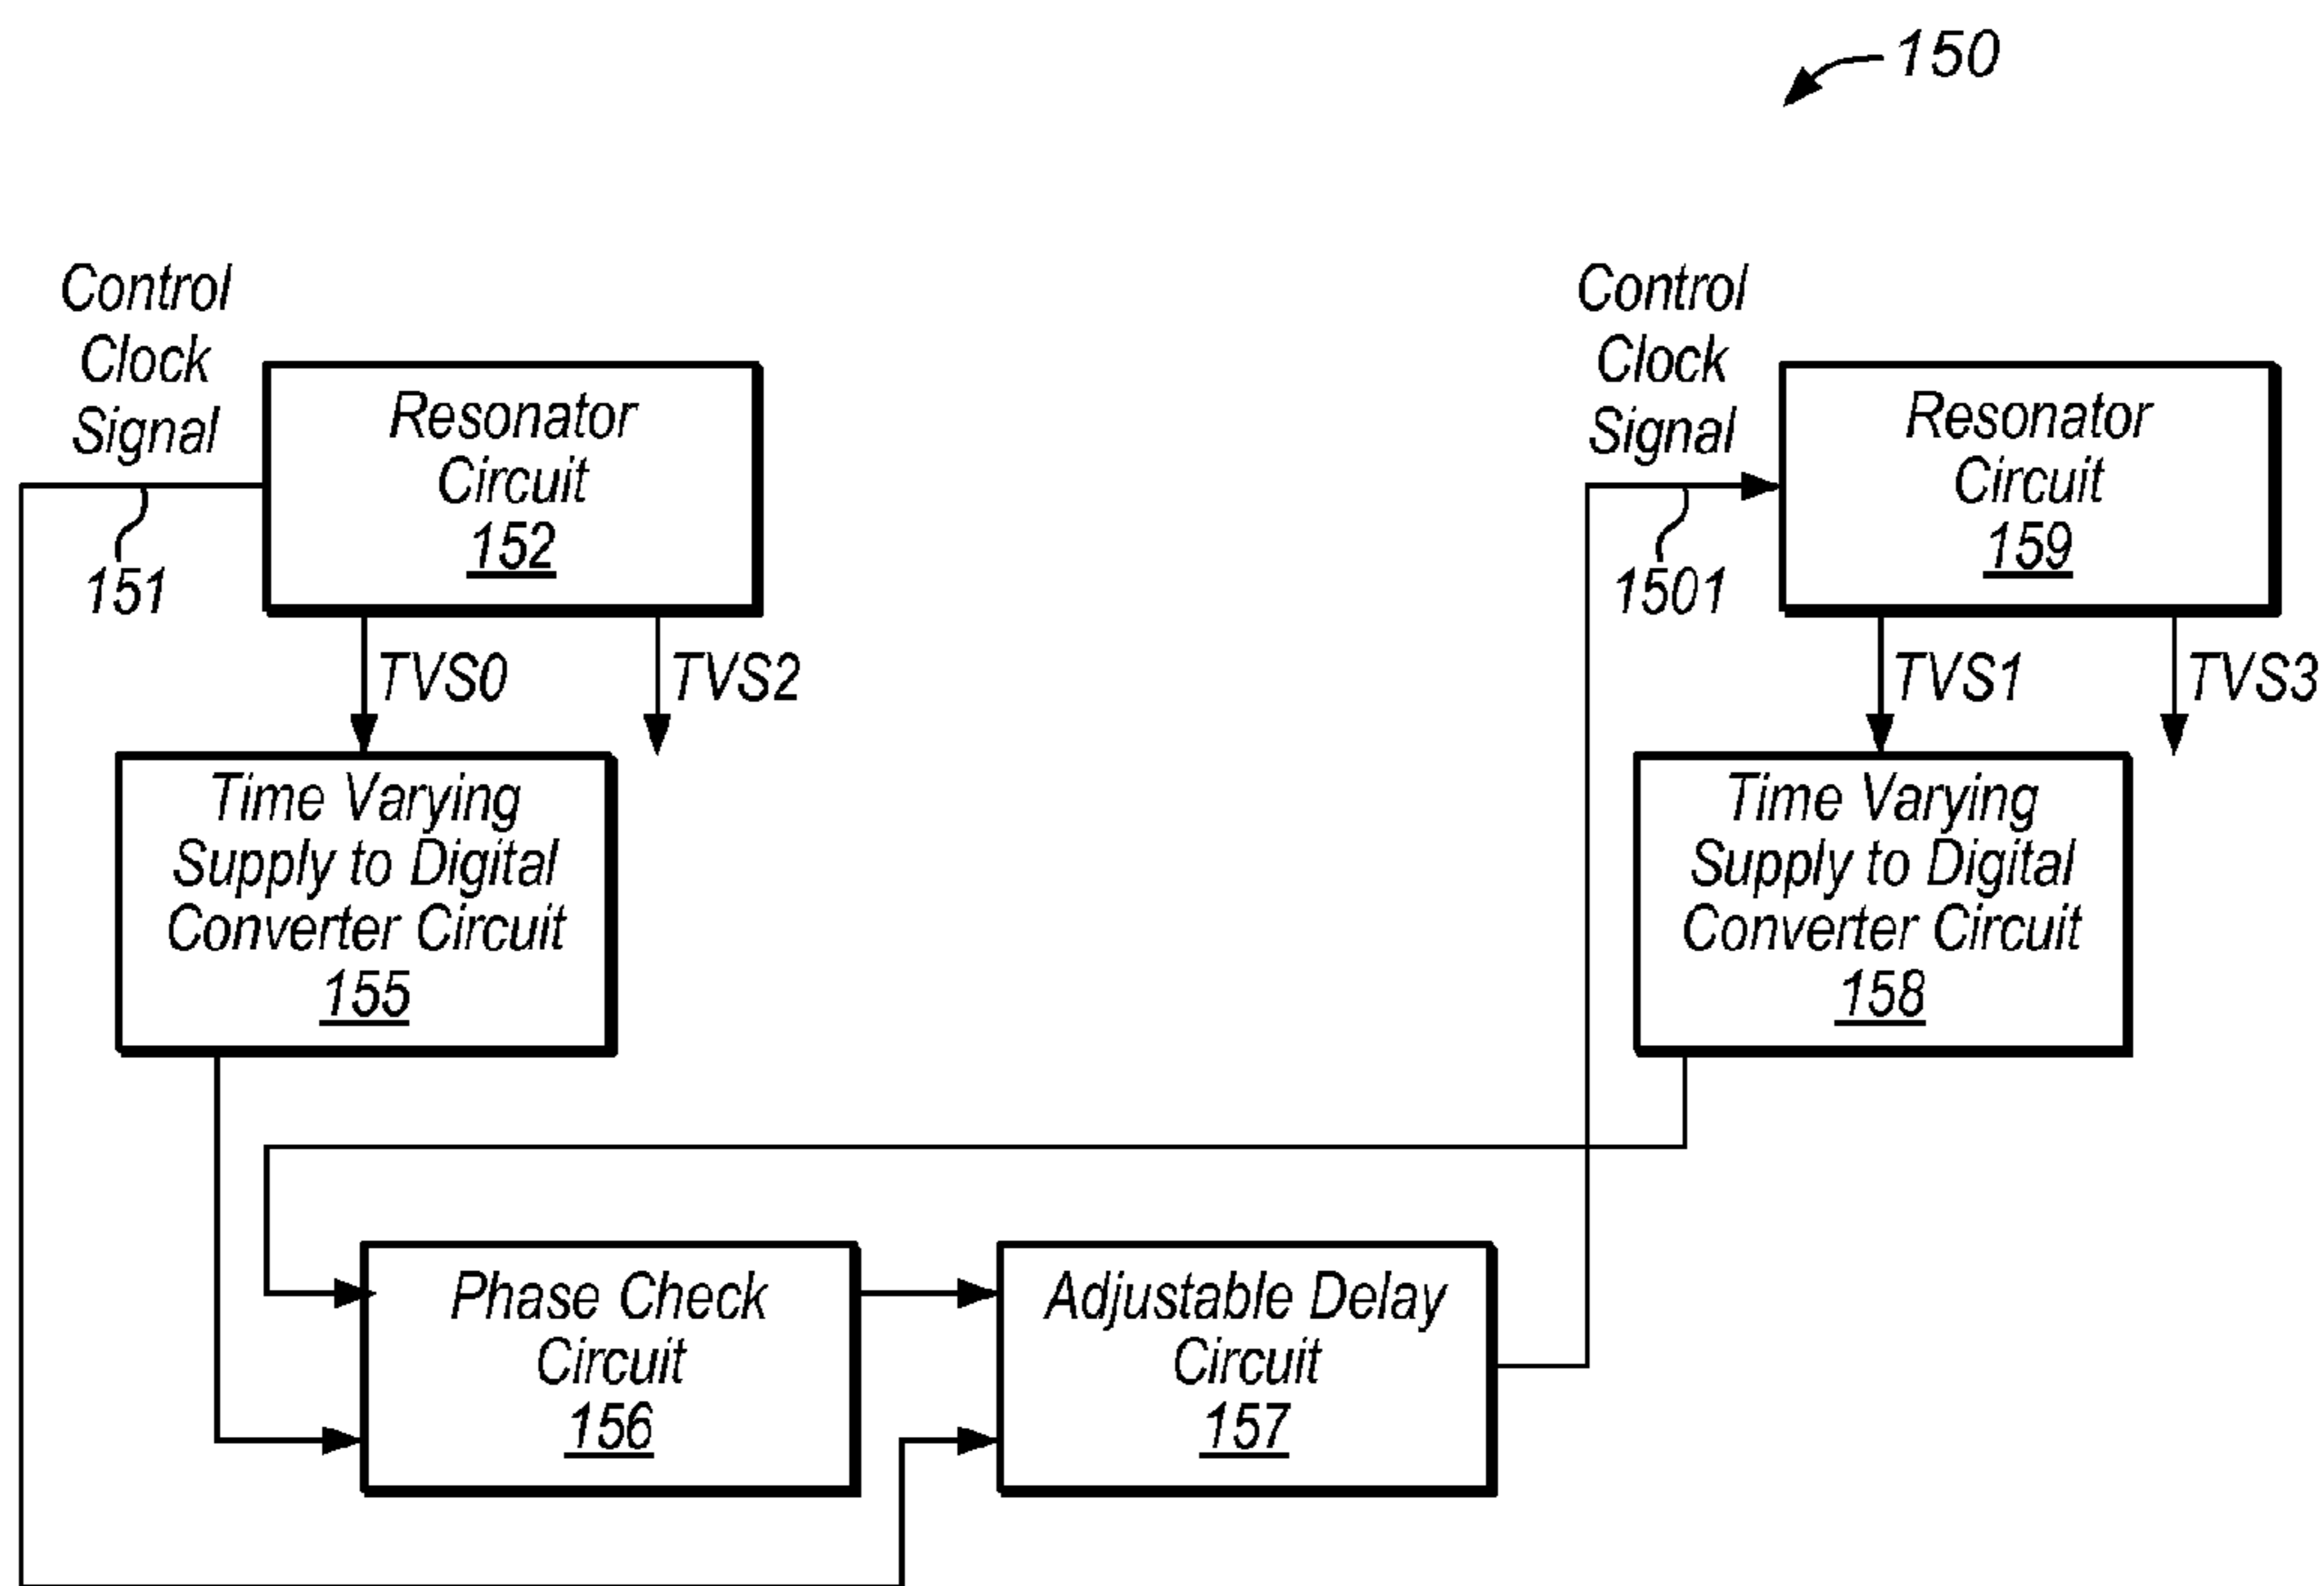 150
Control
Clock
Signal
151
Resonator
Circuit
152
Control
Clock
Signal
1501
Resonator
Circuit
159
TVS0
TVS2
TVS1
TVS3
Time Varying
Supply to Digital
Converter Circuit
155
Time Varying
Supply to Digital
Converter Circuit
158
Phase Check
Circuit
156
Adjustable Delay
Circuit
157